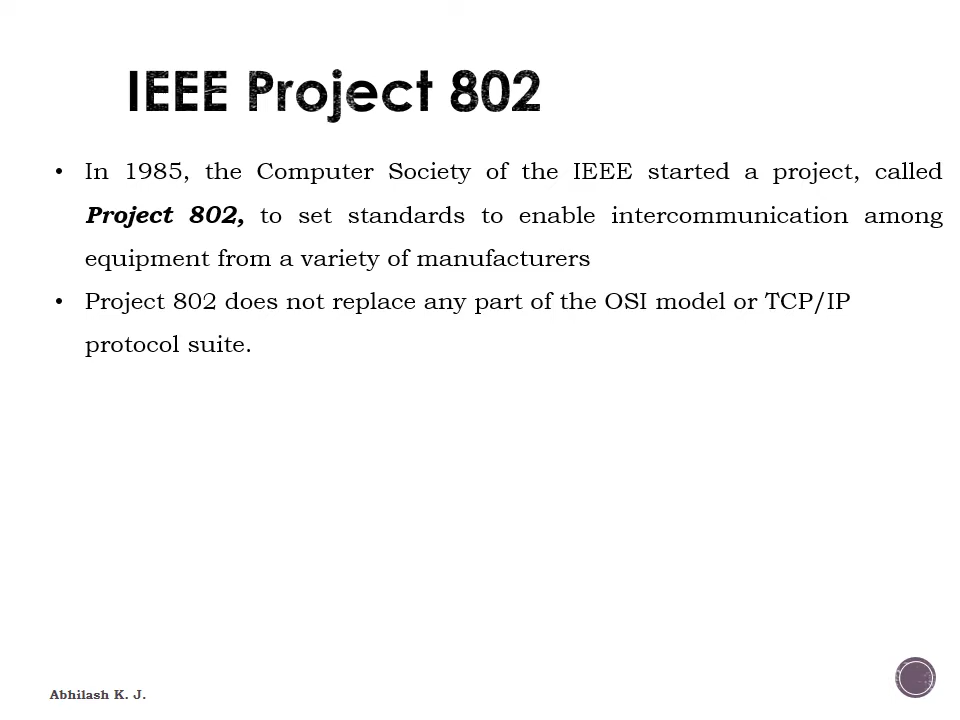 IEEE Project 802
• In 1985, the Computer Society of the IEEE started a project, called
Project 802, to set standards to enable intercommunication among
equipment from a variety of manufacturers
• Project 802 does not replace any part of the OSI model or TCP/IP
protocol suite.
Abhilash K. J.